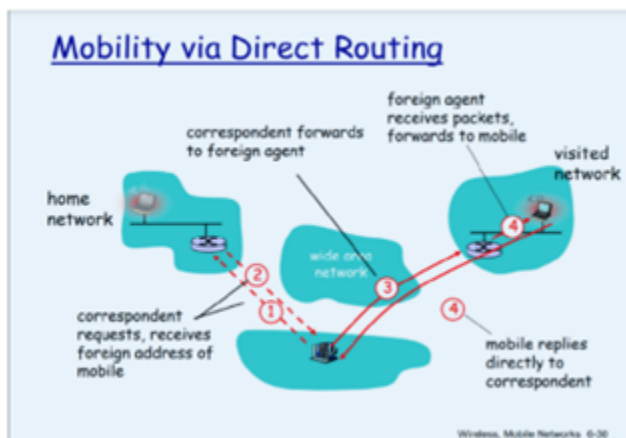 Mobility via Direct Routing
foreign agent
receives packets,
forwards to mobile
correspondent forwards
to foreign agent
visited
network
home
network
4
wide area
network
2
3
1
4
correspondent
requests, receives
foreign address of
mobile
mobile replies
directly to
correspondent
Wireless, Mobile Networks 6-30